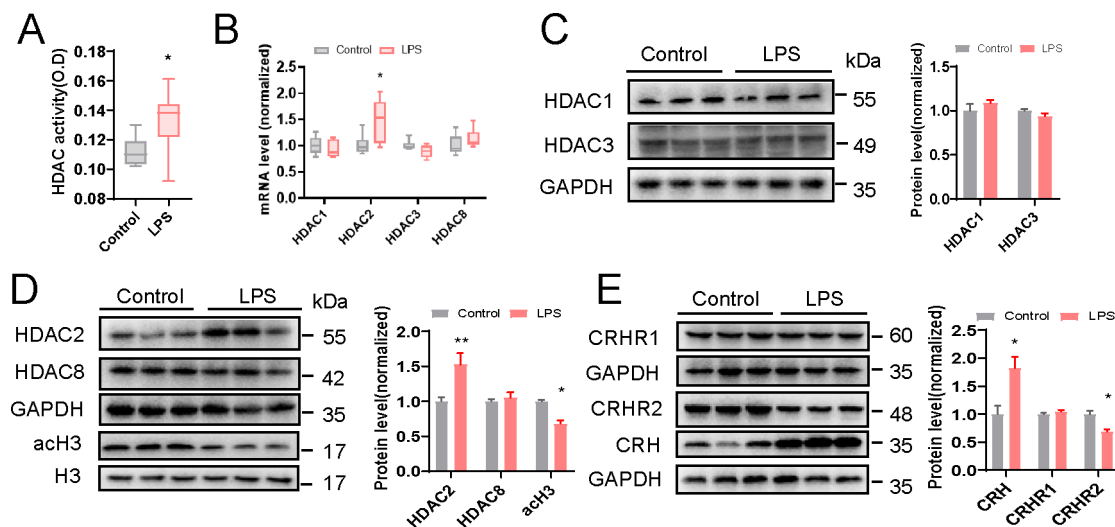 A
HDAC activity(O.D)
0.18
0.16
0.14
0.12
0.10
0.08
*
Control
LPS
B
Control
LPS
mRNA level (normalized)
2.5
2.0
1.5
1.0
0.5
0.0
*
HDAC1
HDAC2
HDAC3
HDAC8
C
Control
LPS
kDa
HDAC1
55
HDAC3
49
GAPDH
35
Control
LPS
Protein level(normalized)
1.5
1.0
0.5
0.0
HDAC1
HDAC3
D
Control
LPS
kDa
HDAC2
55
HDAC8
42
GAPDH
35
acH3
17
H3
17
Control
LPS
Protein level(normalized)
2.0
1.5
1.0
0.5
0.0
**
*
HDAC2
HDAC8
acH3
E
Control
LPS
kDa
CRHR1
60
GAPDH
35
CRHR2
48
CRH
35
GAPDH
35
Control
LPS
Protein level(normalized)
2.5
2.0
1.5
1.0
0.5
0.0
*
*
CRH
CRHR1
CRHR2